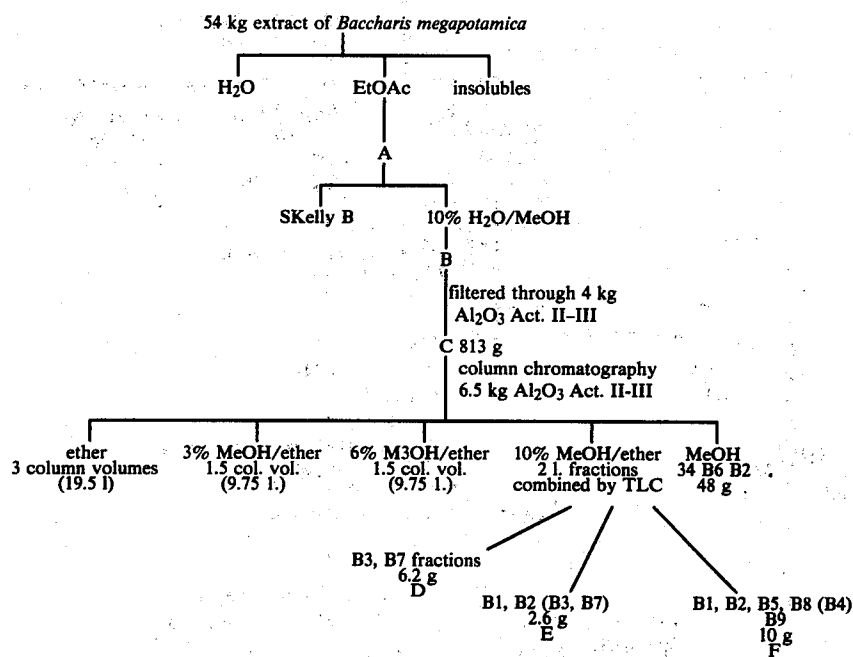 54 kg extract of Baccharis megapotamica
H2O
EtOAc
insolubles
A
SKelly B
10% H2O/MeOH
B
filtered through 4 kg
Al2O3 Act. II–III
C 813 g
column chromatography
6.5 kg Al2O3 Act. II-III
ether
3 column volumes
(19.5 l)
3% MeOH/ether
1.5 col. vol.
(9.75 1.)
6% M3OH/ether
1.5 col. vol.
(9.75 1.)
10% MeOH/ether
2 l. fractions
combined by TLC
MeOH
34 B6 B2
48 g
B3, B7 fractions
6.2 g
D
B1, B2 (B3, B7)
2.6 g
E
B1, B2, B5, B8 (B4)
B9
10 g
F